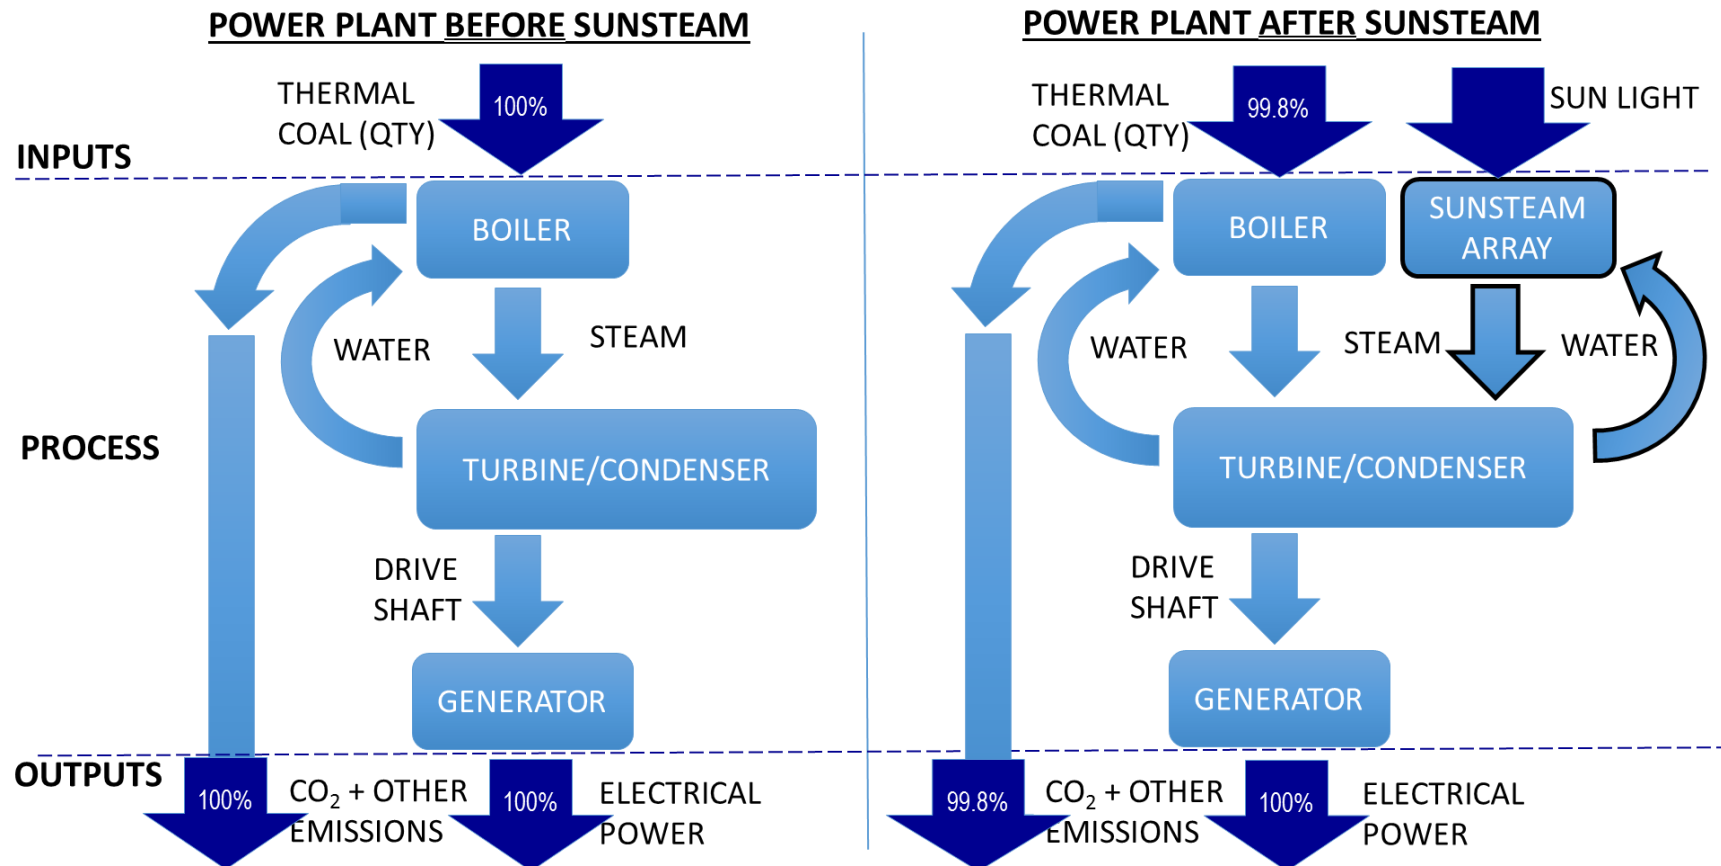 POWER PLANT BEFORE SUNSTEAM
THERMAL
COAL (QTY)
100%
INPUTS
BOILER
WATER
STEAM
PROCESS
TURBINE/CONDENSER
DRIVE
SHAFT
GENERATOR
OUTPUTS
100%
CO₂ + OTHER
EMISSIONS
100%
ELECTRICAL
POWER
POWER PLANT AFTER SUNSTEAM
THERMAL
COAL (QTY)
99.8%
SUN LIGHT
BOILER
SUNSTEAM
ARRAY
WATER
STEAM
WATER
TURBINE/CONDENSER
DRIVE
SHAFT
GENERATOR
99.8%
CO₂ + OTHER
EMISSIONS
100%
ELECTRICAL
POWER